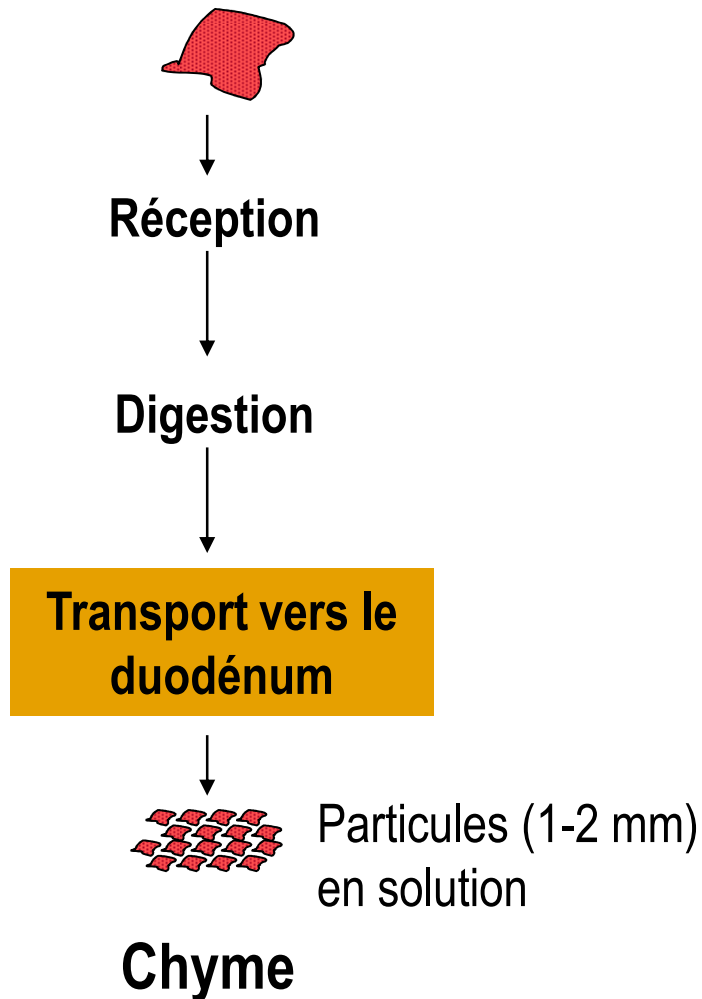 Réception
Digestion
Transport vers le
duodénum
Particules (1-2 mm)
en solution
Chyme